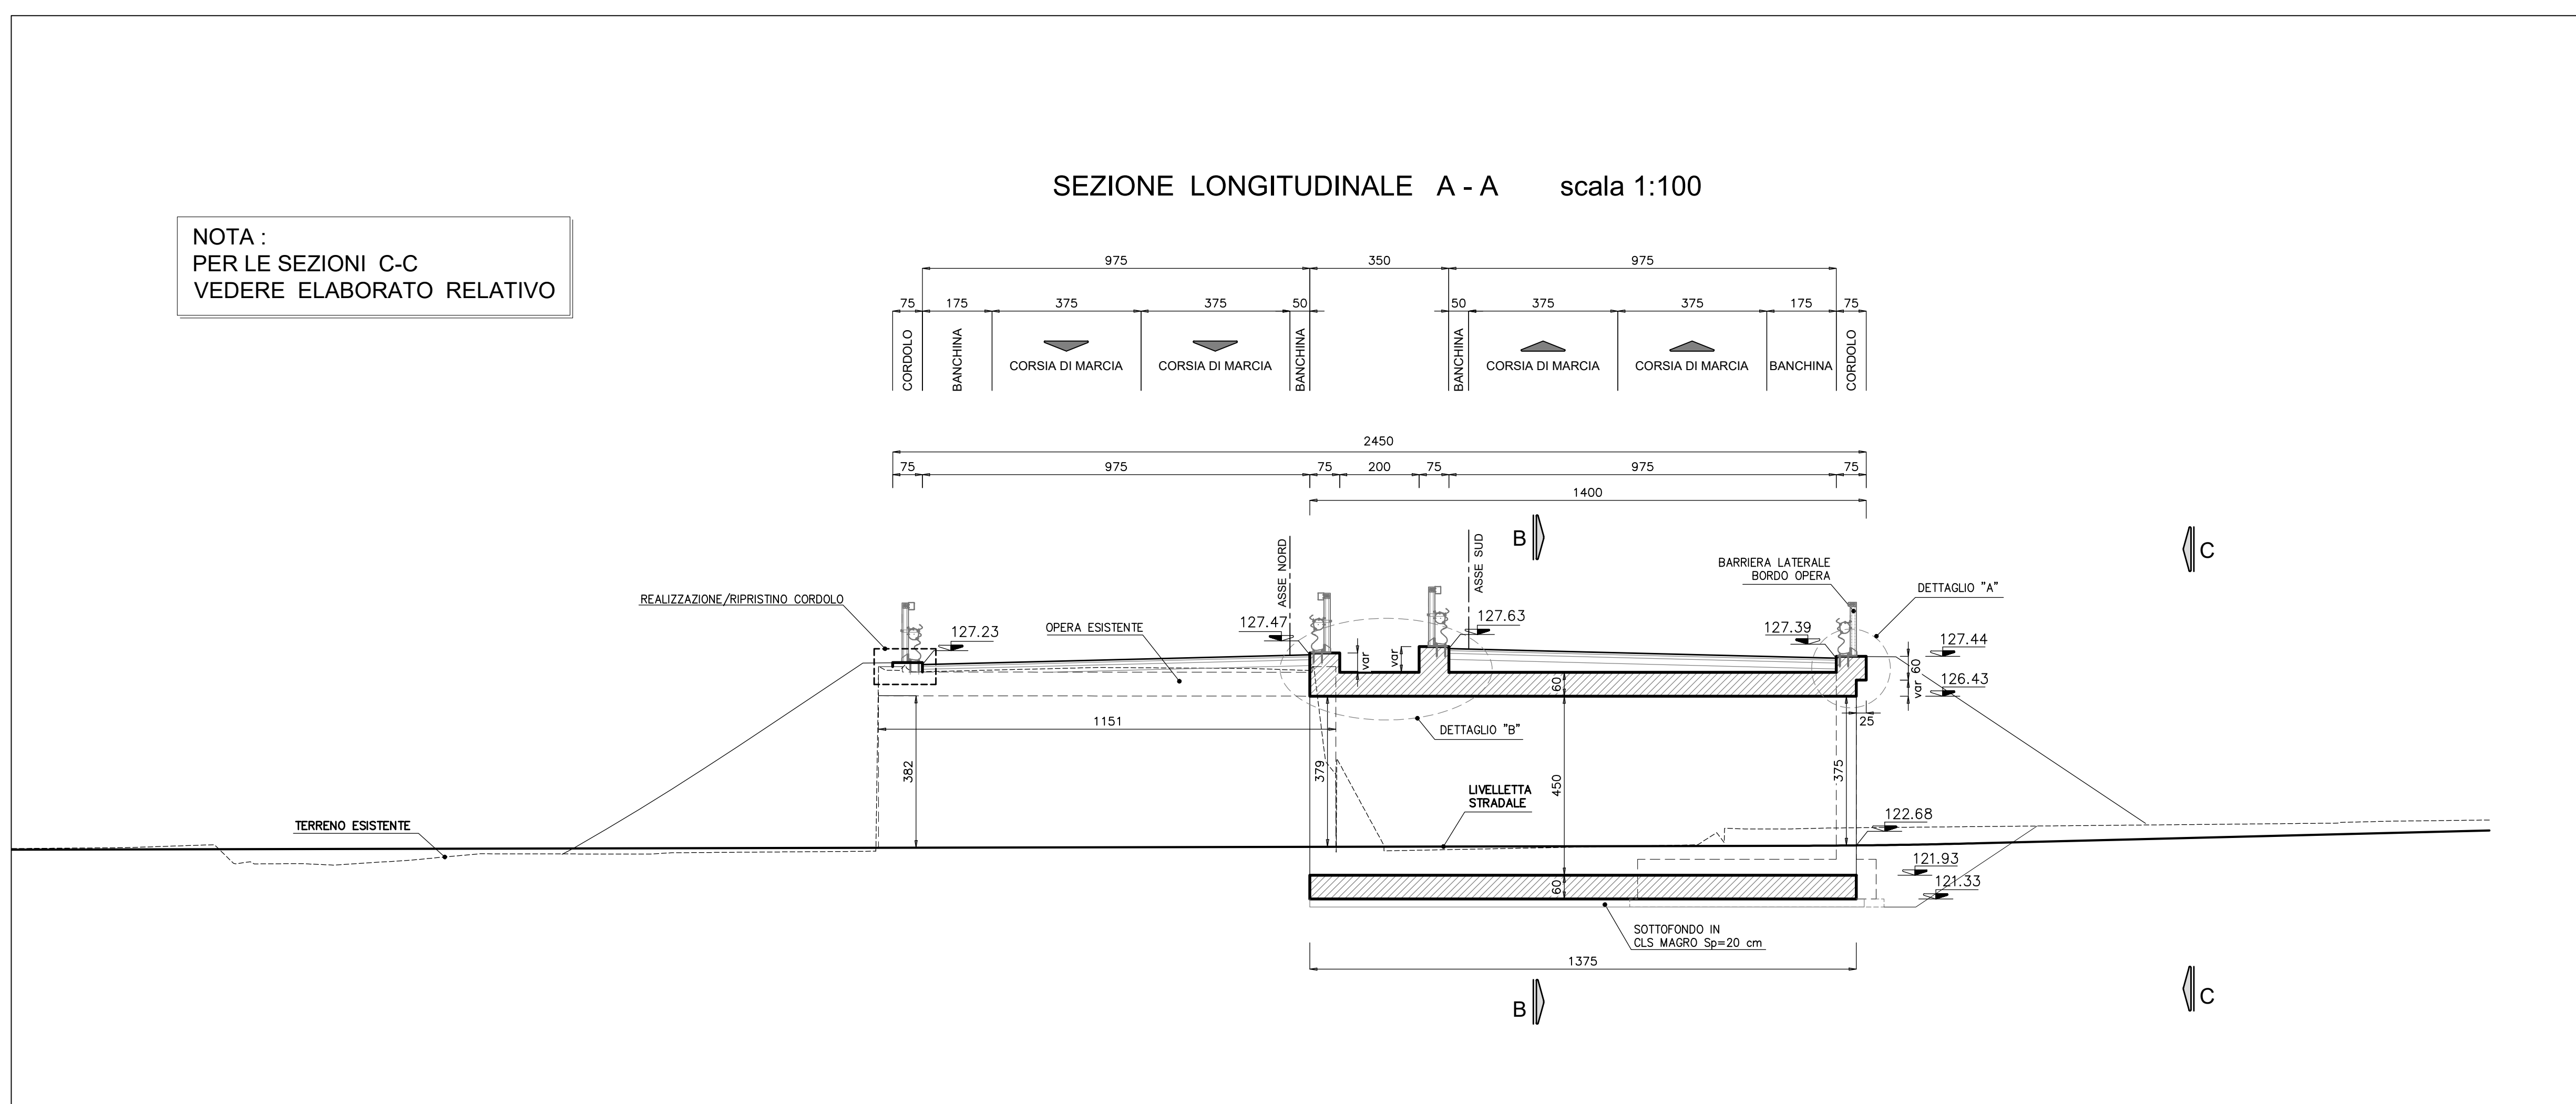 SEZIONE LONGITUDINALE A - A scala 1:100
NOTA :
PER LE SEZIONI C-C
VEDERE ELABORATO RELATIVO
975 350 975
75 175 375 375 50 50 375 375 175 75
CORDOLO
BANCHINA
CORSIA DI MARCIA
CORSIA DI MARCIA
BANCHINA
BANCHINA
CORSIA DI MARCIA
CORSIA DI MARCIA
BANCHINA
CORDOLO
2450
75 975 75 200 75 975 75
1400
B
C
ASSE NORD
ASSE SUD
BARRIERA LATERALE
BORDO OPERA
DETTAGLIO "A"
REALIZZAZIONE/RIPRISTINO CORDOLO
127.23
OPERA ESISTENTE
127.47
127.63
127.39
127.44
var
var
60
60
var
126.43
25
1151
DETTAGLIO "B"
382
379
450
375
LIVELLETTA
STRADALE
122.68
TERRENO ESISTENTE
121.93
60
121.33
SOTTOFONDO IN
CLS MAGRO Sp=20 cm
1375
B
C